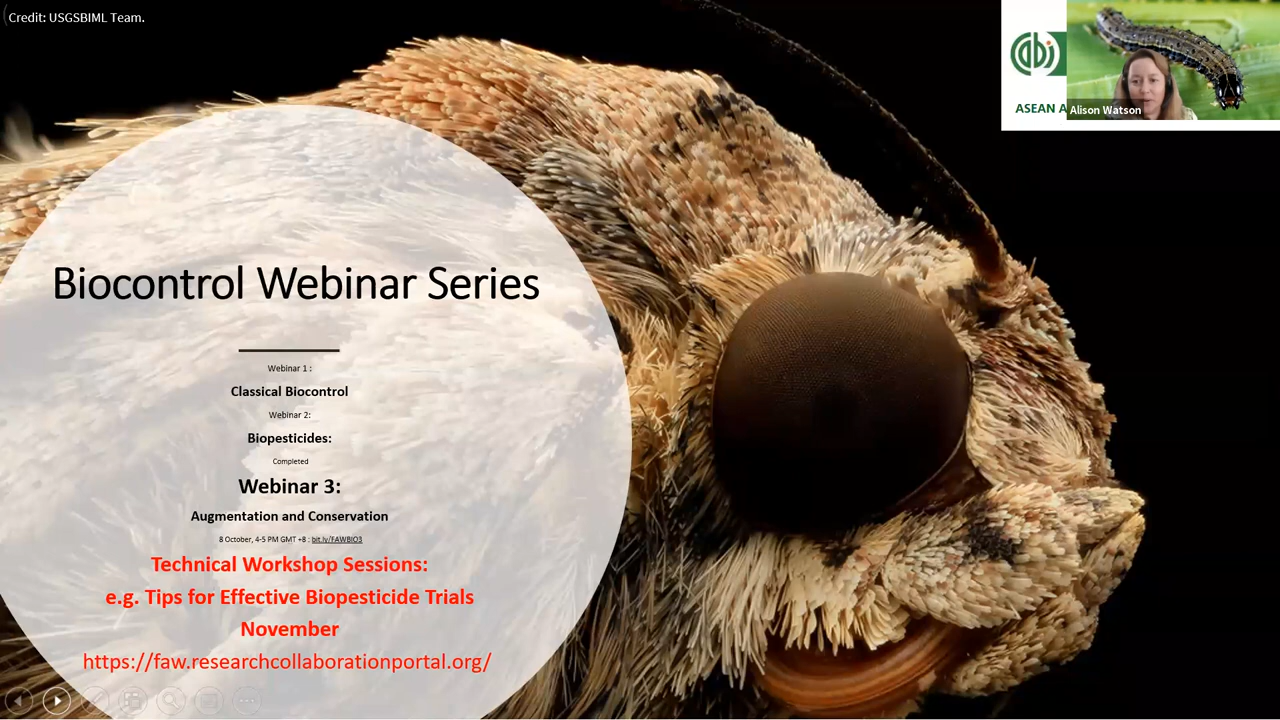 Credit: USGSBIML Team.
cabi
ASEAN A
Alison Watson
Biocontrol Webinar Series
Webinar 1 :
Classical Biocontrol
Webinar 2:
Biopesticides:
Completed
Webinar 3:
Augmentation and Conservation
8 October, 4-5 PM GMT +8 : bit.ly/FAWBIO3
Technical Workshop Sessions:
e.g. Tips for Effective Biopesticide Trials
November
https://faw.researchcollaborationportal.org/